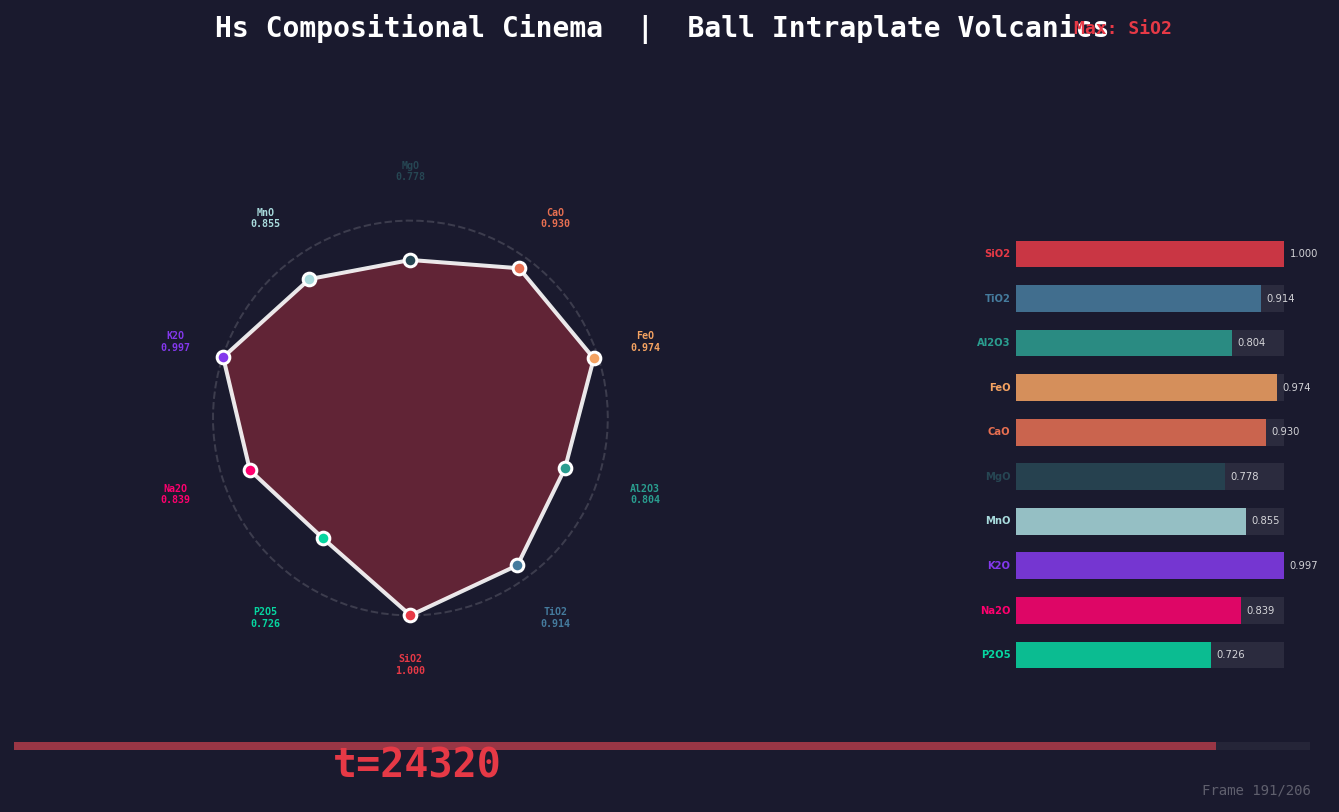 Hs Compositional Cinema | Ball Intraplate Volcanics
Max: SiO2
MgO
0.778
MnO
0.855
CaO
0.930
K2O
0.997
FeO
0.974
Na2O
0.839
Al2O3
0.804
P2O5
0.726
TiO2
0.914
SiO2
1.000
SiO2 1.000
TiO2 0.914
Al2O3 0.804
FeO 0.974
CaO 0.930
MgO 0.778
MnO 0.855
K2O 0.997
Na2O 0.839
P2O5 0.726
t=24320
Frame 191/206